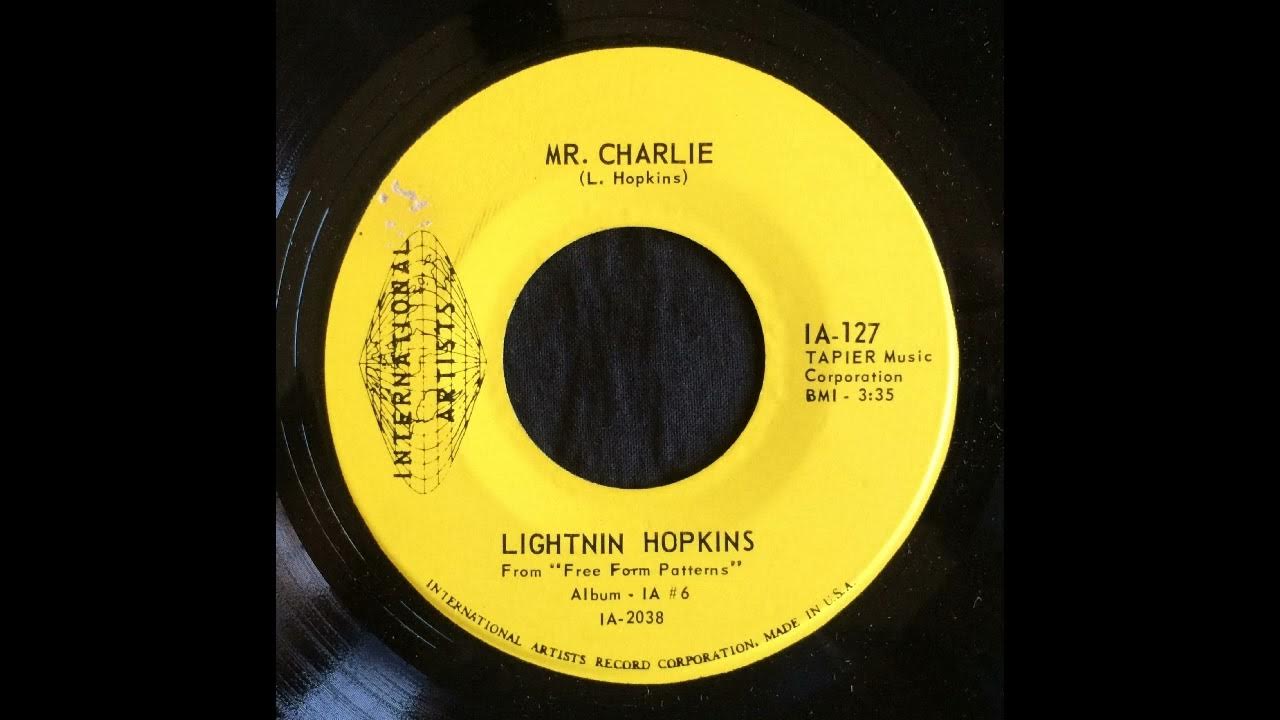 MR. CHARLIE
(L. Hopkins)
INTERNATIONAL
ARTISTS
IA-127
TAPIER Music
Corporation
BMI - 3:35
LIGHTNIN HOPKINS
From "Free Form Patterns"
Album - IA #6
IA-2038
INTERNATIONAL ARTISTS RECORD CORPORATION, MADE IN U.S.A.